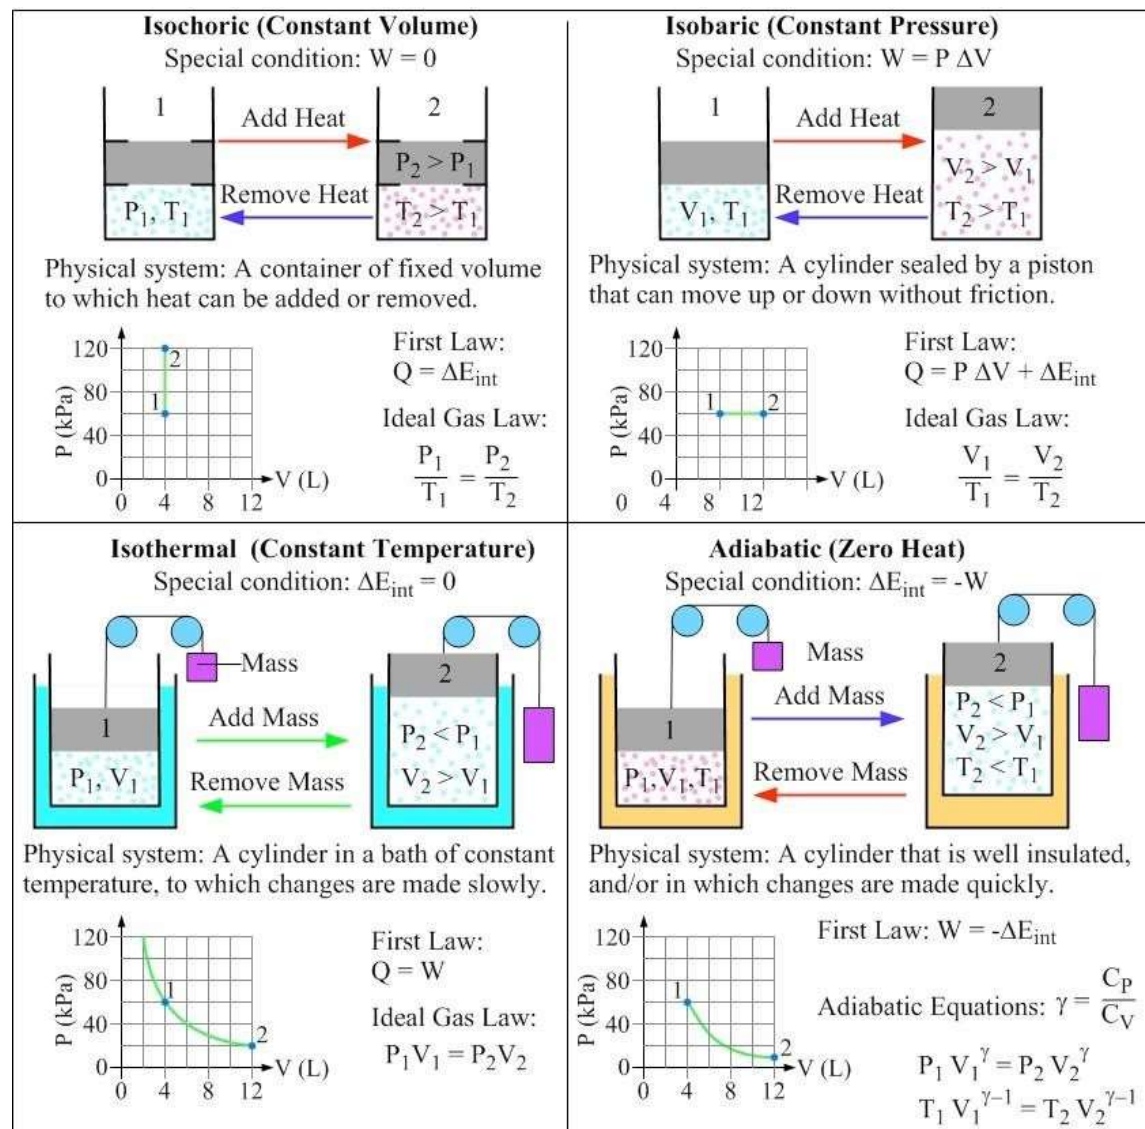 Isochoric (Constant Volume)
Special condition: W = 0
1
Add Heat
2
P₂ > P₁
Remove Heat
P₁, T₁
T₂ > T₁
Physical system: A container of fixed volume
to which heat can be added or removed.
120
80
40
0
P (kPa)
2
1
0 4 8 12
V (L)
First Law:
Q = ΔE_int
Ideal Gas Law:
P₁/T₁ = P₂/T₂
Isobaric (Constant Pressure)
Special condition: W = P ΔV
1
Add Heat
2
V₂ > V₁
Remove Heat
V₁, T₁
T₂ > T₁
Physical system: A cylinder sealed by a piston
that can move up or down without friction.
120
80
40
0
P (kPa)
1 2
0 4 8 12
V (L)
First Law:
Q = P ΔV + ΔE_int
Ideal Gas Law:
V₁/T₁ = V₂/T₂
Isothermal (Constant Temperature)
Special condition: ΔE_int = 0
Mass
2
1
Add Mass
P₂ < P₁
Remove Mass
P₁, V₁
V₂ > V₁
Physical system: A cylinder in a bath of constant
temperature, to which changes are made slowly.
120
80
40
0
P (kPa)
1
2
0 4 8 12
V (L)
First Law:
Q = W
Ideal Gas Law:
P₁V₁ = P₂V₂
Adiabatic (Zero Heat)
Special condition: ΔE_int = -W
Mass
2
Add Mass
P₂ < P₁
1
V₂ > V₁
T₂ < T₁
Remove Mass
P₁,V₁,T₁
Physical system: A cylinder that is well insulated,
and/or in which changes are made quickly.
120
80
40
0
P (kPa)
1
2
0 4 8 12
V (L)
First Law: W = -ΔE_int
Adiabatic Equations: γ = C_P/C_V
P₁ V₁^γ = P₂ V₂^γ
T₁ V₁^(γ–1) = T₂ V₂^(γ–1)